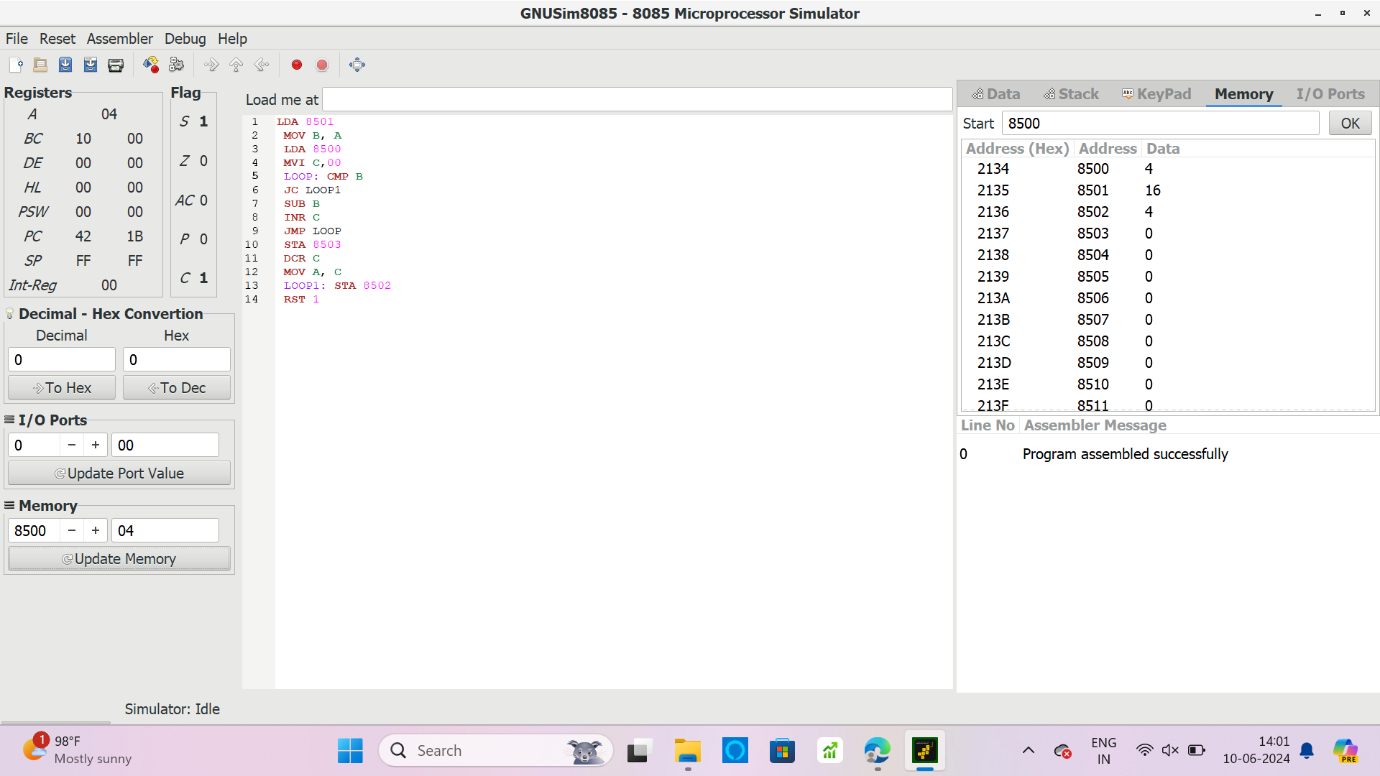 GNUSim8085 - 8085 Microprocessor Simulator
File Reset Assembler Debug Help
Registers
A 04
BC 10 00
DE 00 00
HL 00 00
PSW 00 00
PC 42 1B
SP FF FF
Int-Reg 00
Flag
S 1
Z 0
AC 0
P 0
C 1
Decimal - Hex Convertion
Decimal Hex
0 0
To Hex To Dec
I/O Ports
0 - + 00
Update Port Value
Memory
8500 - + 04
Update Memory
Load me at
1 LDA 8501
2 MOV B, A
3 LDA 8500
4 MVI C,00
5 LOOP: CMP B
6 JC LOOP1
7 SUB B
8 INR C
9 JMP LOOP
10 STA 8503
11 DCR C
12 MOV A, C
13 LOOP1: STA 8502
14 RST 1
Data Stack KeyPad Memory I/O Ports
Start 8500 OK
Address (Hex) Address Data
2134 8500 4
2135 8501 16
2136 8502 4
2137 8503 0
2138 8504 0
2139 8505 0
213A 8506 0
213B 8507 0
213C 8508 0
213D 8509 0
213E 8510 0
213F 8511 0
Line No Assembler Message
0 Program assembled successfully
Simulator: Idle
1
98°F
Mostly sunny
Search
ENG
IN
14:01
10-06-2024
PRE